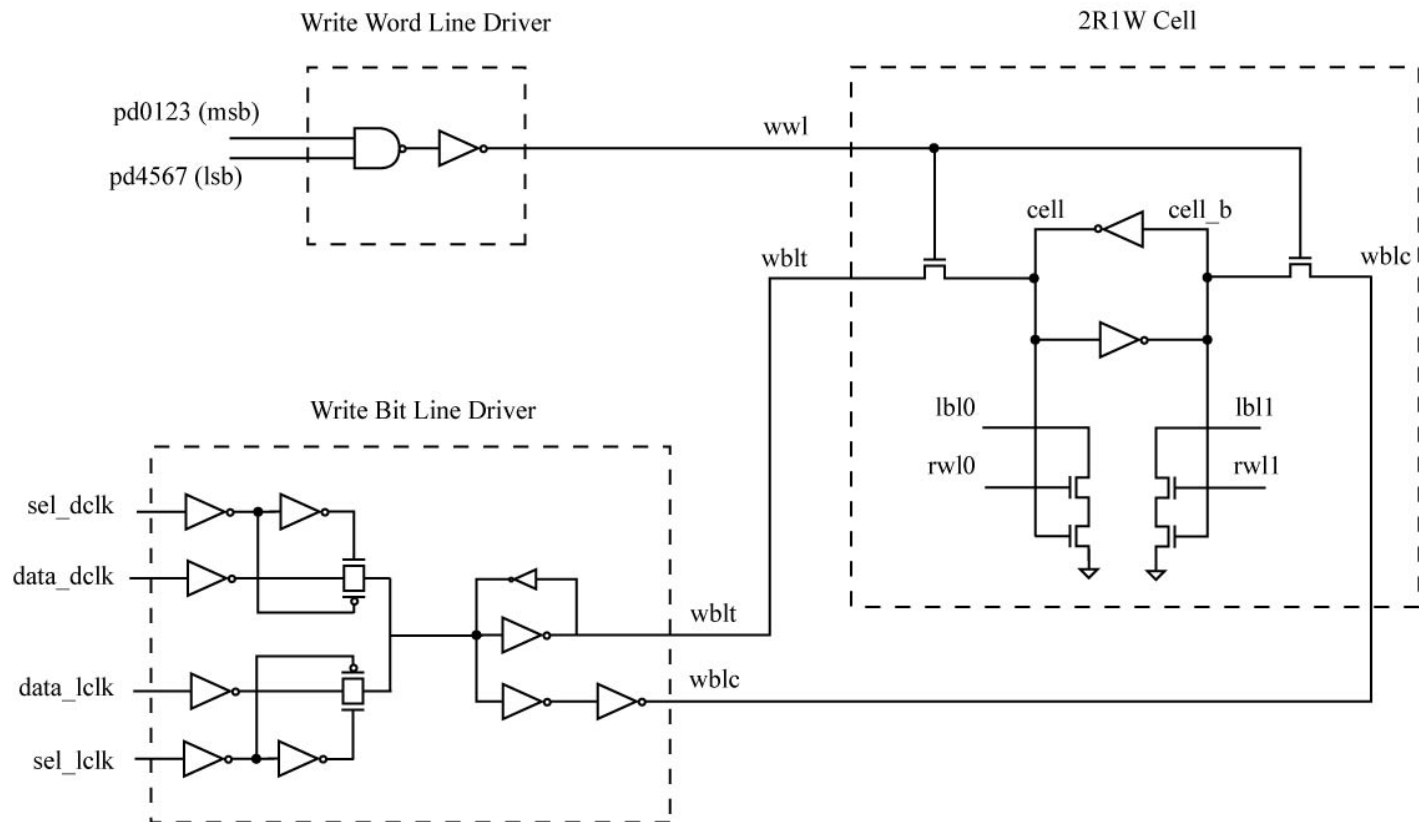 Write Word Line Driver
2R1W Cell
pd0123 (msb)
pd4567 (lsb)
wwl
cell
cell_b
wblt
wblc
lbl0
lbl1
rwl0
rwl1
Write Bit Line Driver
sel_dclk
data_dclk
wblt
data_lclk
wblc
sel_lclk